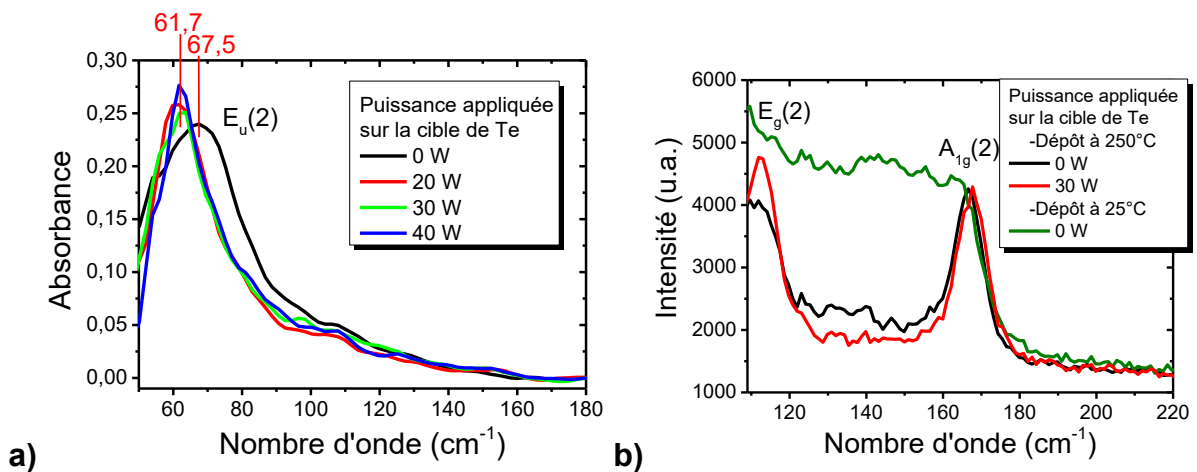 61,7
67,5
0,30
0,25
0,20
0,15
0,10
0,05
0,00
Absorbance
E_u(2)
Puissance appliquée
sur la cible de Te
0 W
20 W
30 W
40 W
60 80 100 120 140 160 180
Nombre d'onde (cm⁻¹)
a)
6000
5000
4000
3000
2000
1000
Intensité (u.a.)
E_g(2)
A_1g(2)
Puissance appliquée
sur la cible de Te
-Dépôt à 250°C
0 W
30 W
-Dépôt à 25°C
0 W
120 140 160 180 200 220
Nombre d'onde (cm⁻¹)
b)